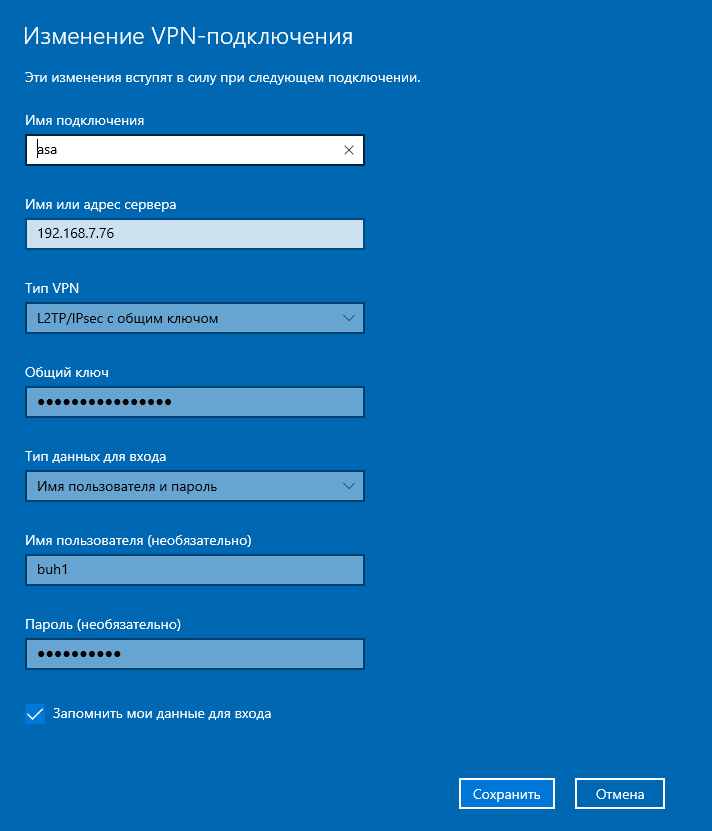 Изменение VPN-подключения
Эти изменения вступят в силу при следующем подключении.
Имя подключения
asa
Имя или адрес сервера
192.168.7.76
Тип VPN
L2TP/IPsec с общим ключом
Общий ключ
●●●●●●●●●●●●●●●●
Тип данных для входа
Имя пользователя и пароль
Имя пользователя (необязательно)
buh1
Пароль (необязательно)
●●●●●●●●●●
Запомнить мои данные для входа
Сохранить
Отмена